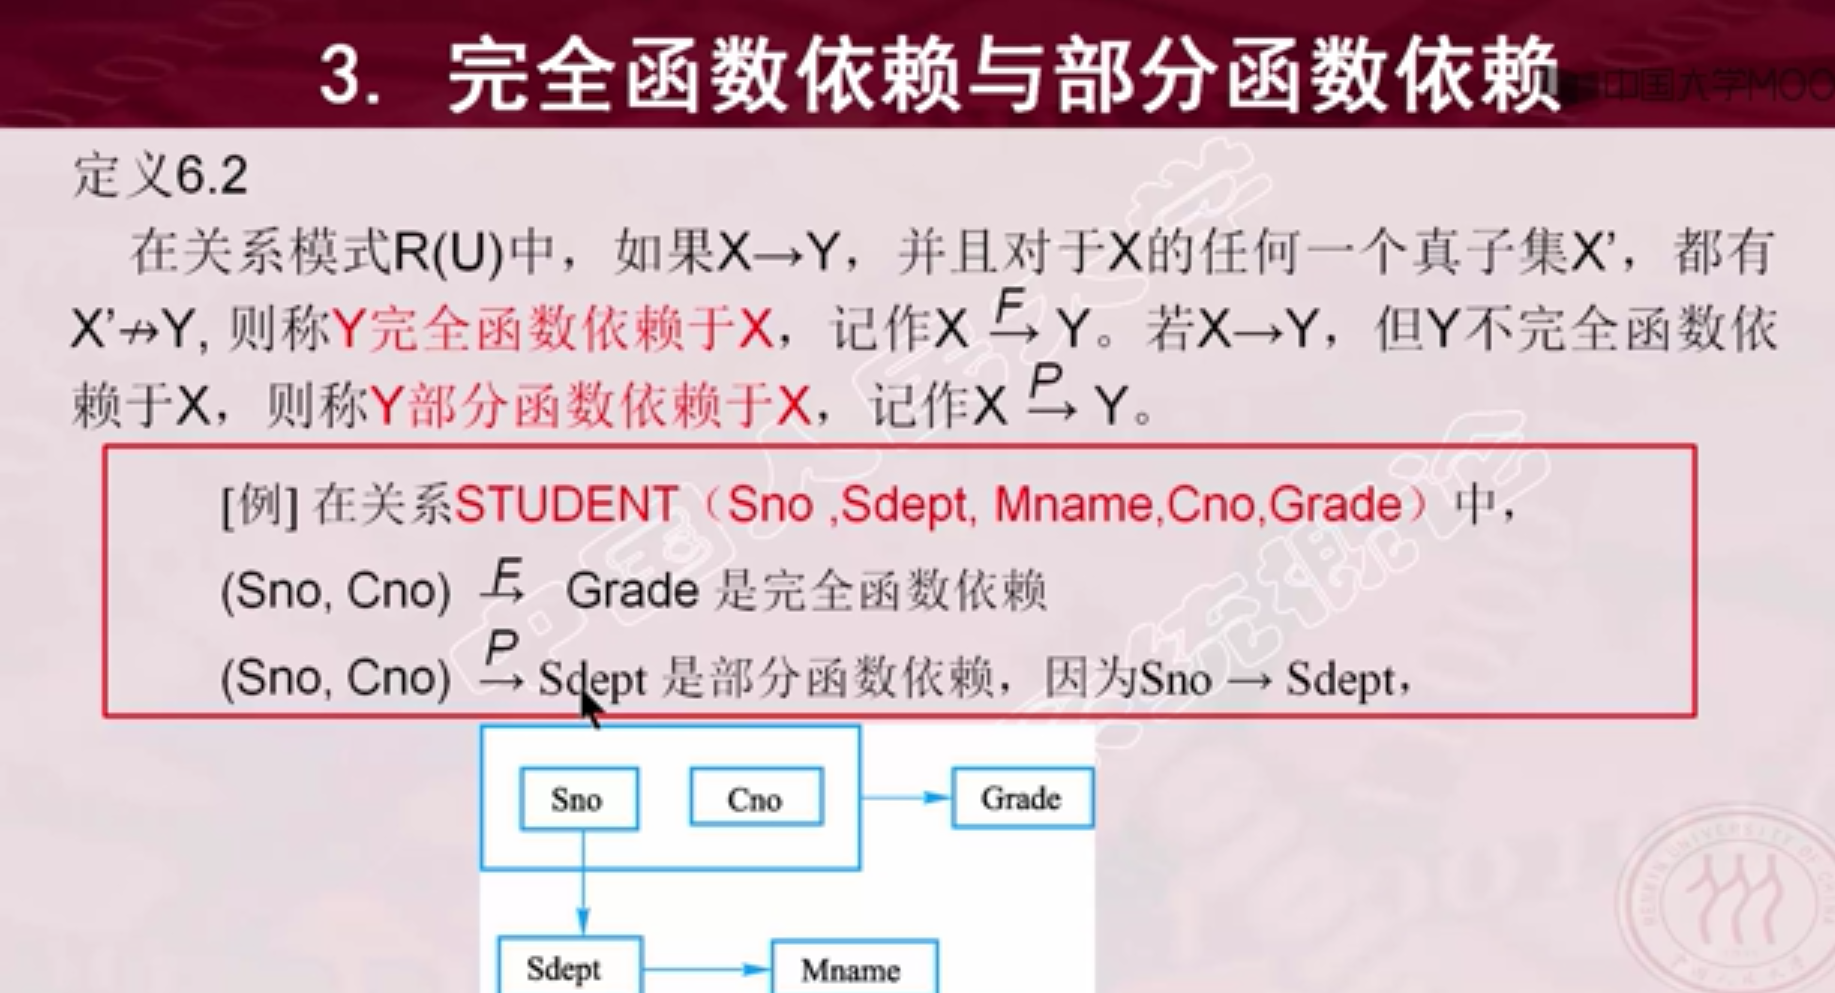 3. 完全函数依赖与部分函数依赖
中国大学MOO
定义6.2
在关系模式R(U)中，如果X→Y，并且对于X的任何一个真子集X’，都有
X’↛Y, 则称Y完全函数依赖于X，记作X F→ Y。若X→Y，但Y不完全函数依
赖于X，则称Y部分函数依赖于X，记作X P→ Y。
[例] 在关系STUDENT（Sno ,Sdept, Mname,Cno,Grade）中，
(Sno, Cno) F→ Grade 是完全函数依赖
(Sno, Cno) P→ Sdept 是部分函数依赖，因为Sno → Sdept，
Sno
Cno
Grade
Sdept
Mname